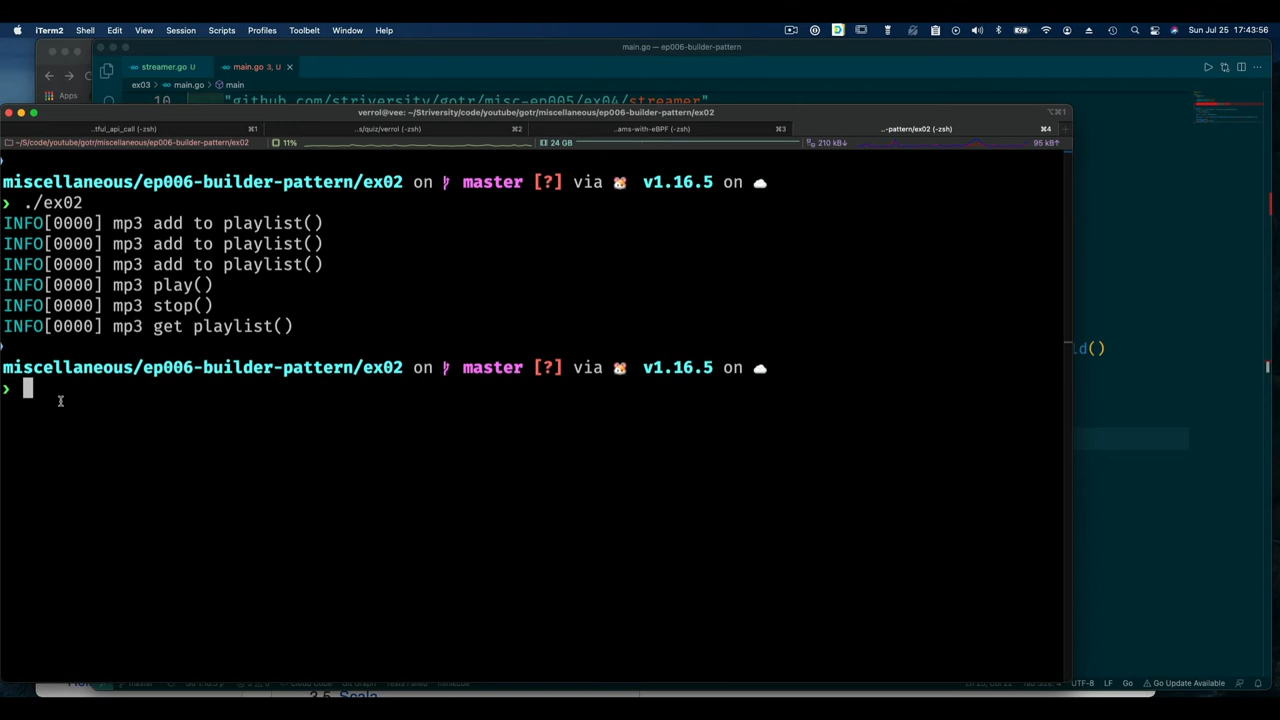 iTerm2 Shell Edit View Session Scripts Profiles Toolbelt Window Help Sun Jul 25 17:43:56
main.go — ep006-builder-pattern
streamer.go U main.go 3, U
ex03 > main.go > main
Apps
10 "github.com/striversity/gotr/misc-ep005/ex04/streamer"
verrol@vee: ~/Striversity/code/youtube/gotr/miscellaneous/ep006-builder-pattern/ex02
..tful_api_call (-zsh) ⌘1 ..s/quiz/verrol (-zsh) ⌘2 ..ams-with-eBPF (-zsh) ⌘3 ..-pattern/ex02 (-zsh) ⌘4
~/S/code/youtube/gotr/miscellaneous/ep006-builder-pattern/ex02 11% 24 GB 210 kB↓ 95 kB↑
miscellaneous/ep006-builder-pattern/ex02 on master [?] via v1.16.5 on
❯ ./ex02
INFO[0000] mp3 add to playlist()
INFO[0000] mp3 add to playlist()
INFO[0000] mp3 add to playlist()
INFO[0000] mp3 play()
INFO[0000] mp3 stop()
INFO[0000] mp3 get playlist()
ld()
miscellaneous/ep006-builder-pattern/ex02 on master [?] via v1.16.5 on
❯
UTF-8 LF Go Go Update Available
3.5 Scala